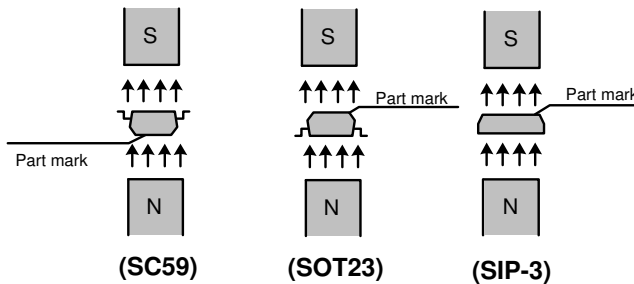 S S S
Part mark
Part mark
Part mark
N N N
(SC59) (SOT23) (SIP-3)